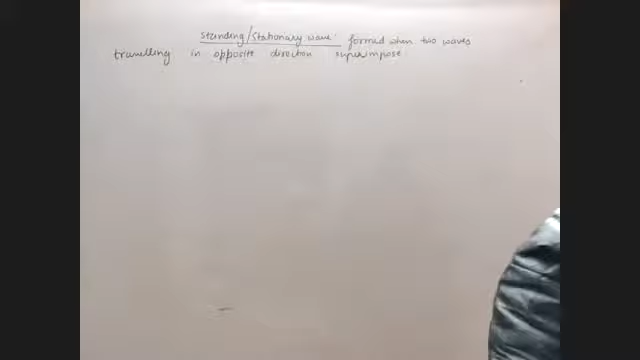 standing/stationary wave: formed when two waves
travelling in opposite direction superimpose